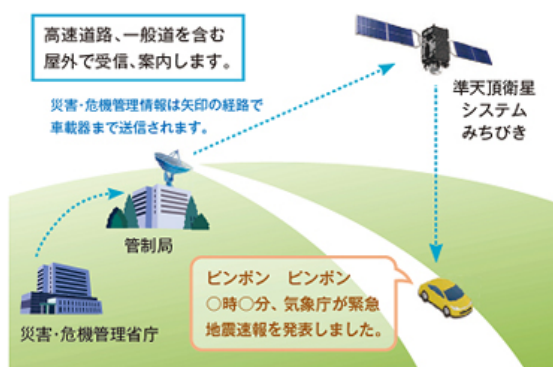 高速道路、一般道を含む
屋外で受信、案内します。
災害・危機管理情報は矢印の経路で
車載器まで送信されます。
準天頂衛星
システム
みちびき
管制局
災害・危機管理省庁
ピンポン　ピンポン
○時○分、気象庁が緊急
地震速報を発表しました。